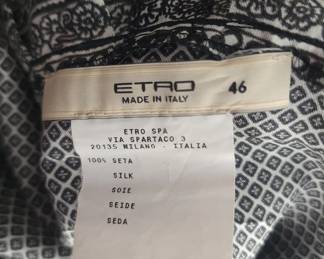 ETRO 46
MADE IN ITALY
ETRO SPA
VIA SPARTACO 3
20135 MILANO - ITALIA
100% SETA
SILK
SOIE
SEIDE
SEDA